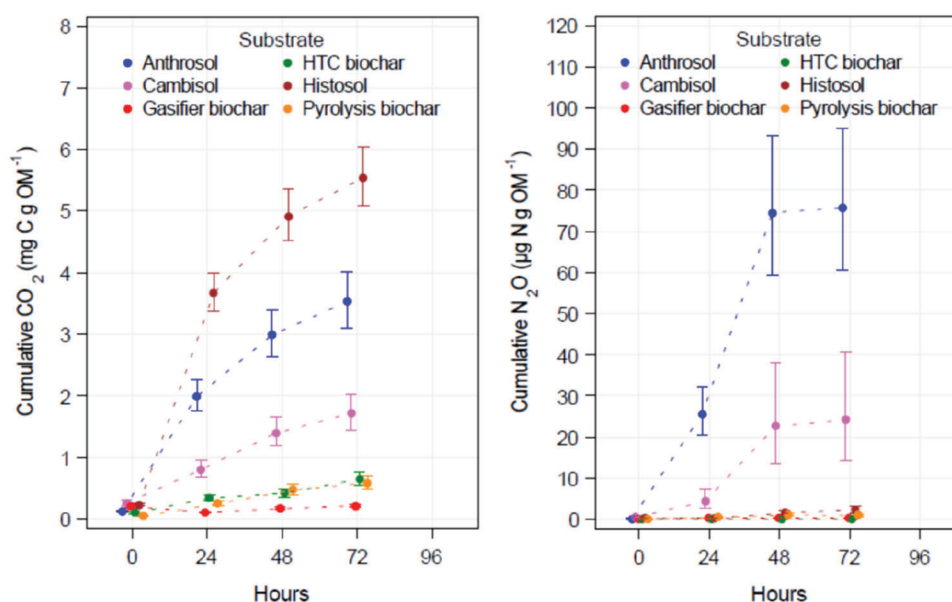 Substrate
Anthrosol HTC biochar
Cambisol Histosol
Gasifier biochar Pyrolysis biochar
Cumulative CO2 (mg C g OM−1)
8
7
6
5
4
3
2
1
0
0 24 48 72 96
Hours
Substrate
Anthrosol HTC biochar
Cambisol Histosol
Gasifier biochar Pyrolysis biochar
Cumulative N2O (µg N g OM−1)
120
110
100
90
80
70
60
50
40
30
20
10
0
0 24 48 72 96
Hours